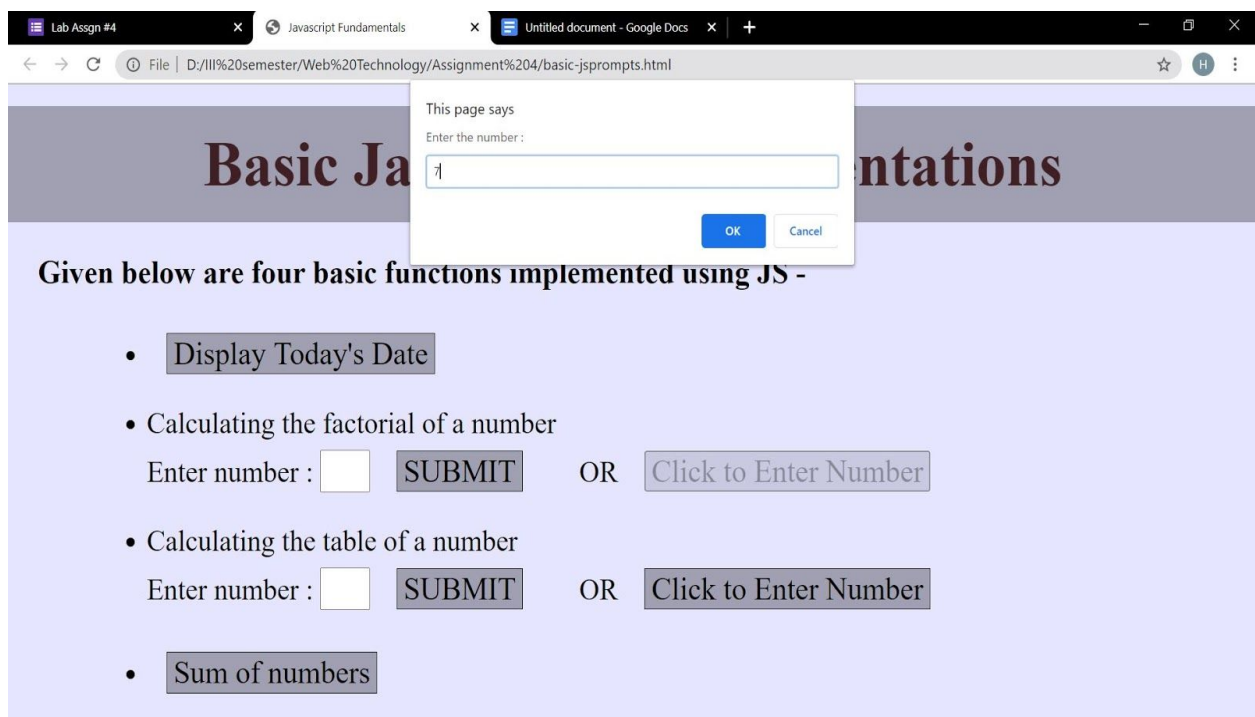 Lab Assgn #4
Javascript Fundamentals
Untitled document - Google Docs
File | D:/III%20semester/Web%20Technology/Assignment%204/basic-jsprompts.html
H
This page says
Enter the number :
7
OK Cancel
Basic Ja ntations
Given below are four basic functions implemented using JS -
• Display Today's Date
• Calculating the factorial of a number
Enter number : SUBMIT OR Click to Enter Number
• Calculating the table of a number
Enter number : SUBMIT OR Click to Enter Number
• Sum of numbers